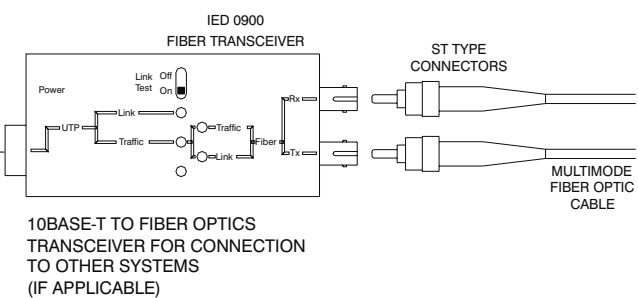 IED 0900
FIBER TRANSCEIVER
ST TYPE
CONNECTORS
Link Off
Test On
Power
Rx
Link
UTP
Traffic
Traffic
Fiber
Link
Tx
MULTIMODE
FIBER OPTIC
CABLE
10BASE-T TO FIBER OPTICS
TRANSCEIVER FOR CONNECTION
TO OTHER SYSTEMS
(IF APPLICABLE)